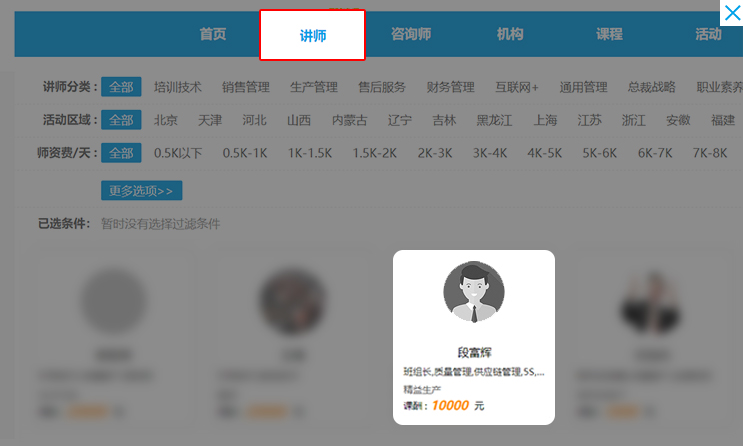 首页 讲师 咨询师 机构 课程 活动
讲师分类： 全部 培训技术 销售管理 生产管理 售后服务 财务管理 互联网+ 通用管理 总裁战略 职业素养
活动区域： 全部 北京 天津 河北 山西 内蒙古 辽宁 吉林 黑龙江 上海 江苏 浙江 安徽 福建
师资费/天： 全部 0.5K以下 0.5K-1K 1K-1.5K 1.5K-2K 2K-3K 3K-4K 4K-5K 5K-6K 6K-7K 7K-8K
更多选项>>
已选条件： 暂时没有选择过滤条件
段富辉
班组长,质量管理,供应链管理,5S,...
精益生产
课酬：10000 元